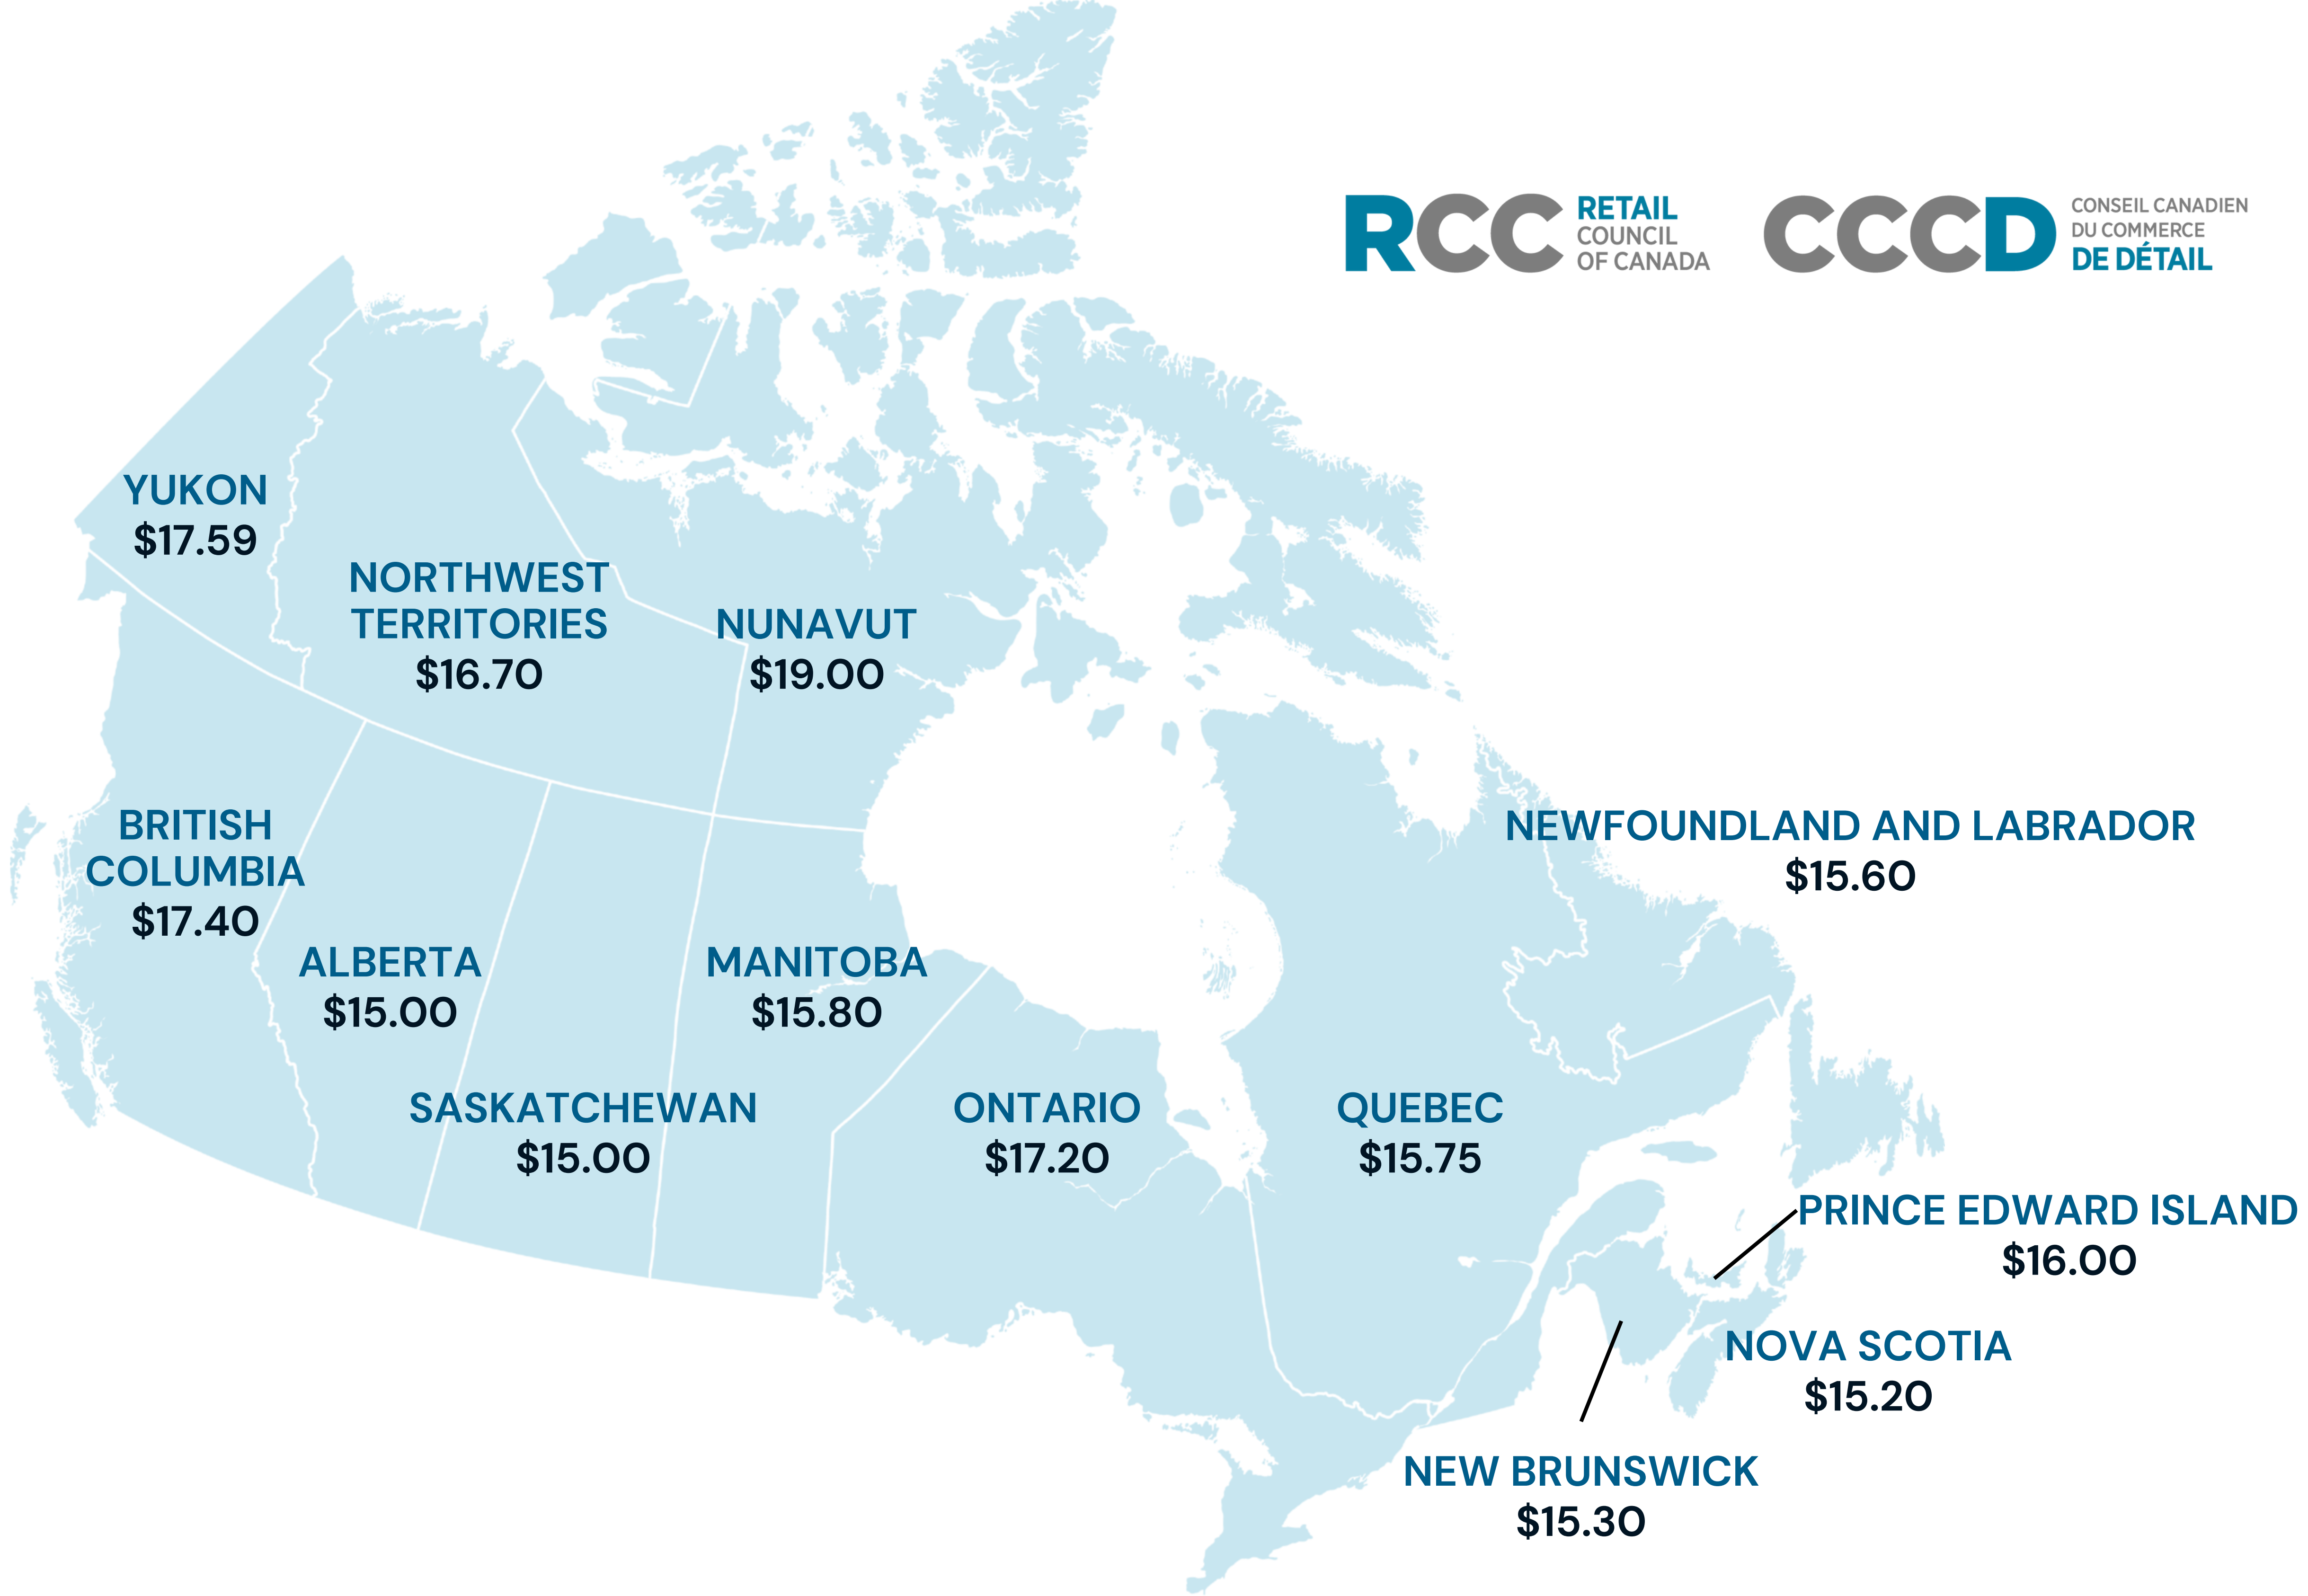 RCC RETAIL
COUNCIL
OF CANADA
CCCD CONSEIL CANADIEN
DU COMMERCE
DE DÉTAIL
YUKON
$17.59
NORTHWEST
TERRITORIES
$16.70
NUNAVUT
$19.00
BRITISH
COLUMBIA
$17.40
ALBERTA
$15.00
SASKATCHEWAN
$15.00
MANITOBA
$15.80
ONTARIO
$17.20
QUEBEC
$15.75
NEWFOUNDLAND AND LABRADOR
$15.60
PRINCE EDWARD ISLAND
$16.00
NOVA SCOTIA
$15.20
NEW BRUNSWICK
$15.30